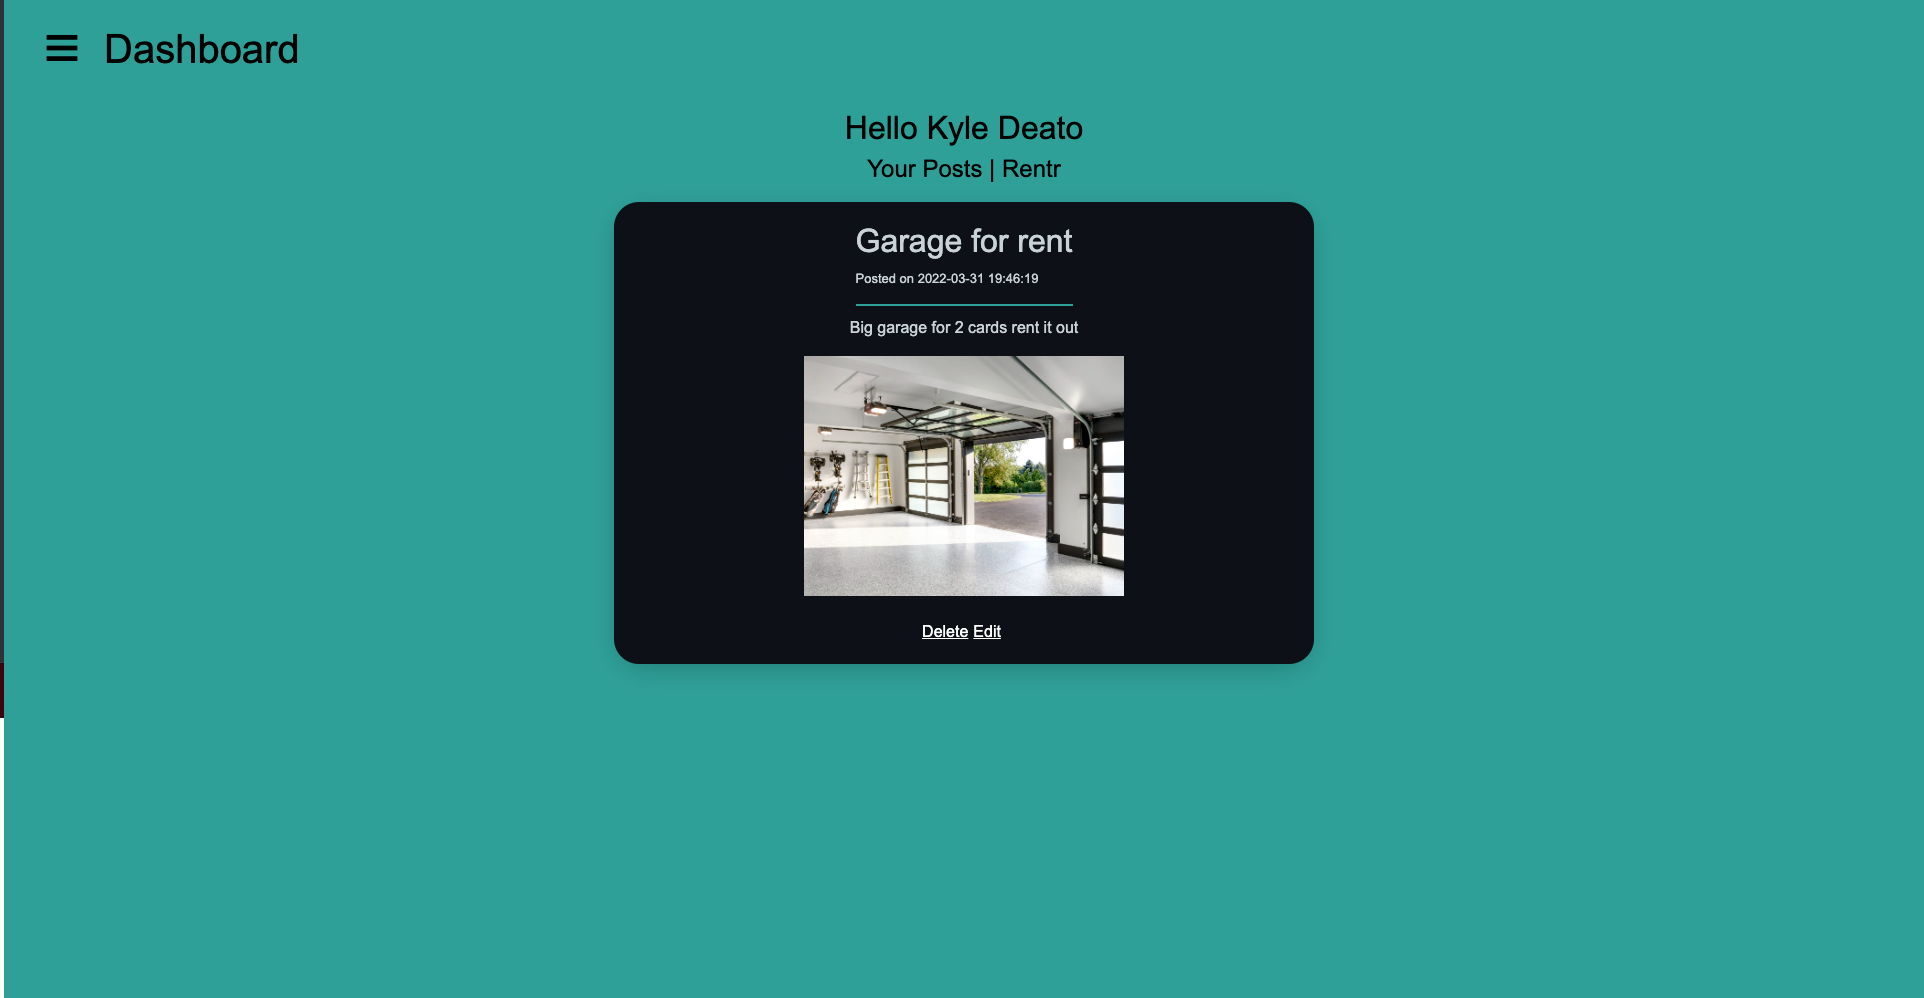 Dashboard
Hello Kyle Deato
Your Posts | Rentr
Garage for rent
Posted on 2022-03-31 19:46:19
Big garage for 2 cards rent it out
Delete Edit